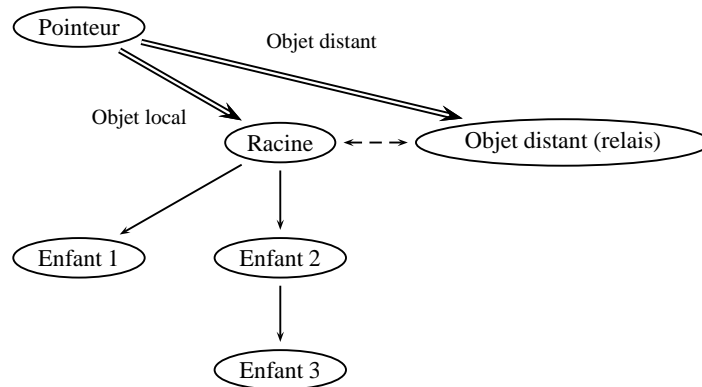 Pointeur
Objet distant
Objet local
Racine
Objet distant (relais)
Enfant 1
Enfant 2
Enfant 3